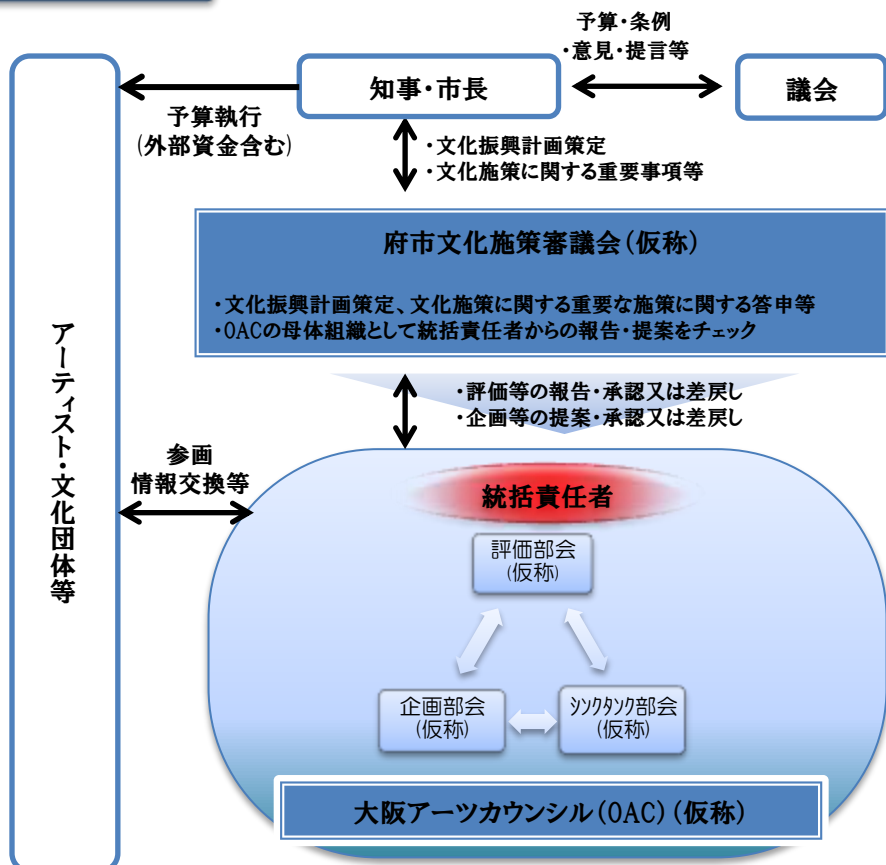 予算・条例
・意見・提言等
知事・市長
議会
予算執行
(外部資金含む)
・文化振興計画策定
・文化施策に関する重要事項等
府市文化施策審議会(仮称)
・文化振興計画策定、文化施策に関する重要な施策に関する答申等
・OACの母体組織として統括責任者からの報告・提案をチェック
アーティスト・文化団体等
・評価等の報告・承認又は差戻し
・企画等の提案・承認又は差戻し
参画
情報交換等
統括責任者
評価部会
(仮称)
企画部会
(仮称)
ｼﾝｸﾀﾝｸ部会
(仮称)
大阪アーツカウンシル(OAC)(仮称)